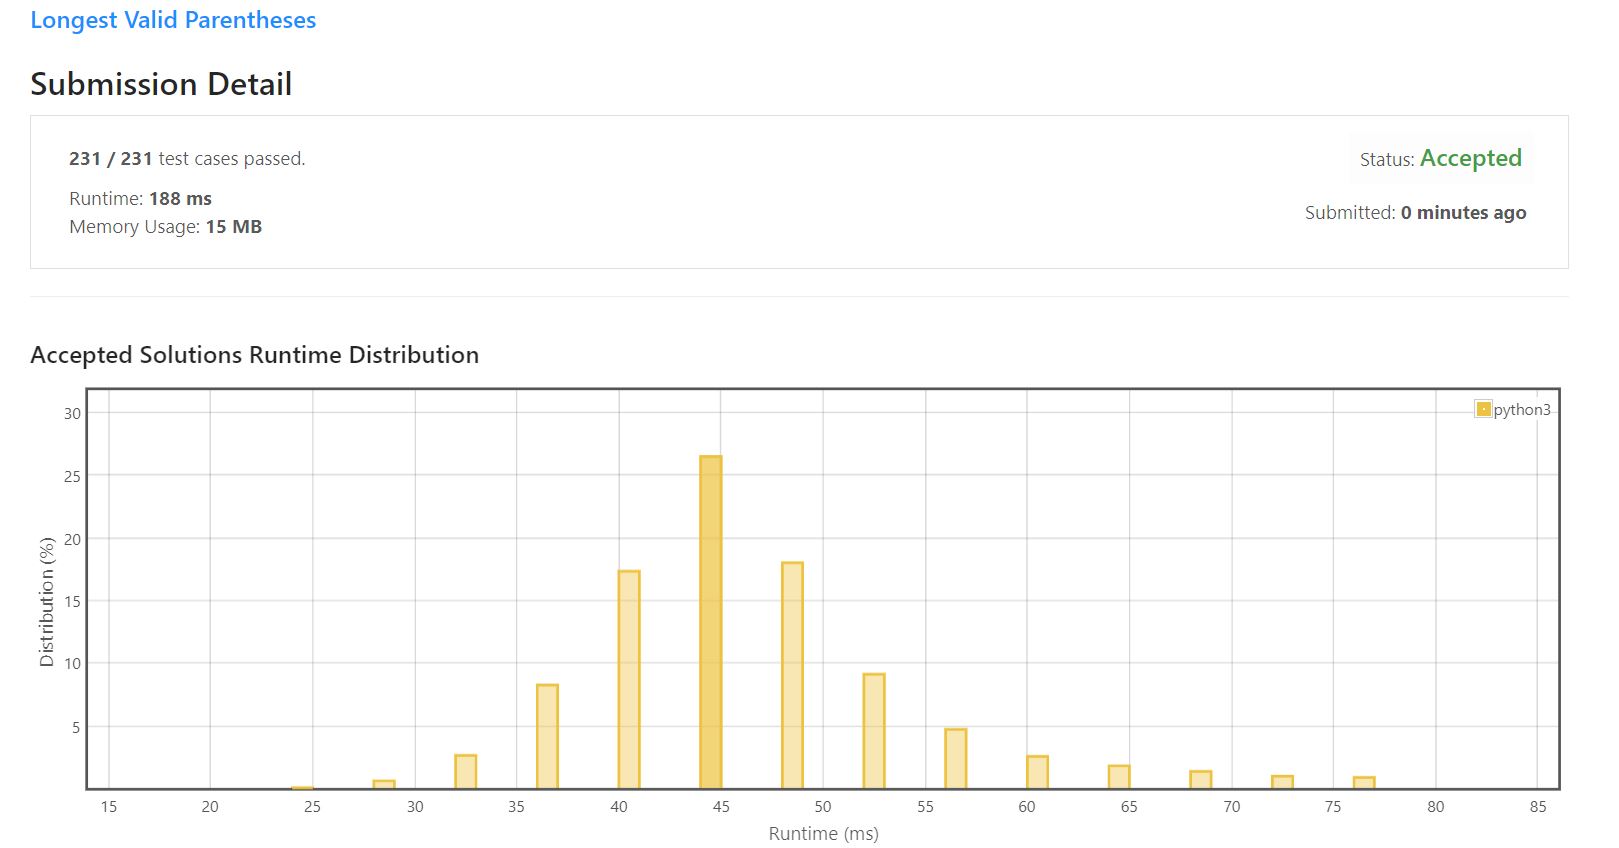 Longest Valid Parentheses
Submission Detail
231 / 231 test cases passed.
Status: Accepted
Runtime: 188 ms
Memory Usage: 15 MB
Submitted: 0 minutes ago
Accepted Solutions Runtime Distribution
python3
Distribution (%)
30
25
20
15
10
5
15 20 25 30 35 40 45 50 55 60 65 70 75 80 85
Runtime (ms)